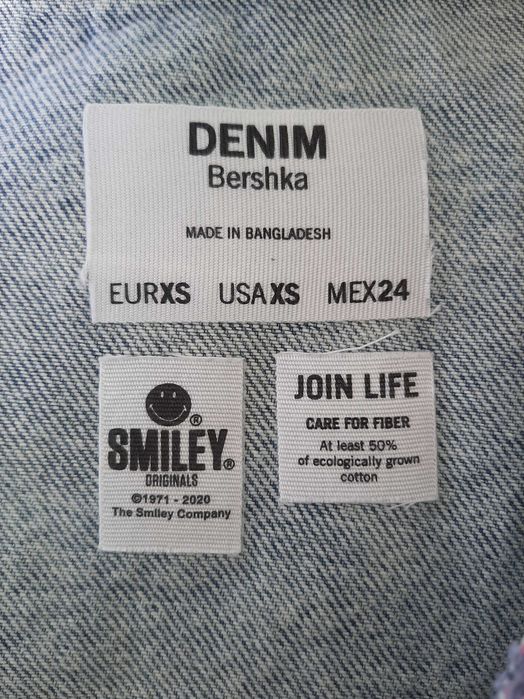 DENIM
Bershka
MADE IN BANGLADESH
EURXS USAXS MEX24
®
SMILEY®
ORIGINALS
©1971 - 2020
The Smiley Company
JOIN LIFE
CARE FOR FIBER
At least 50%
of ecologically grown
cotton